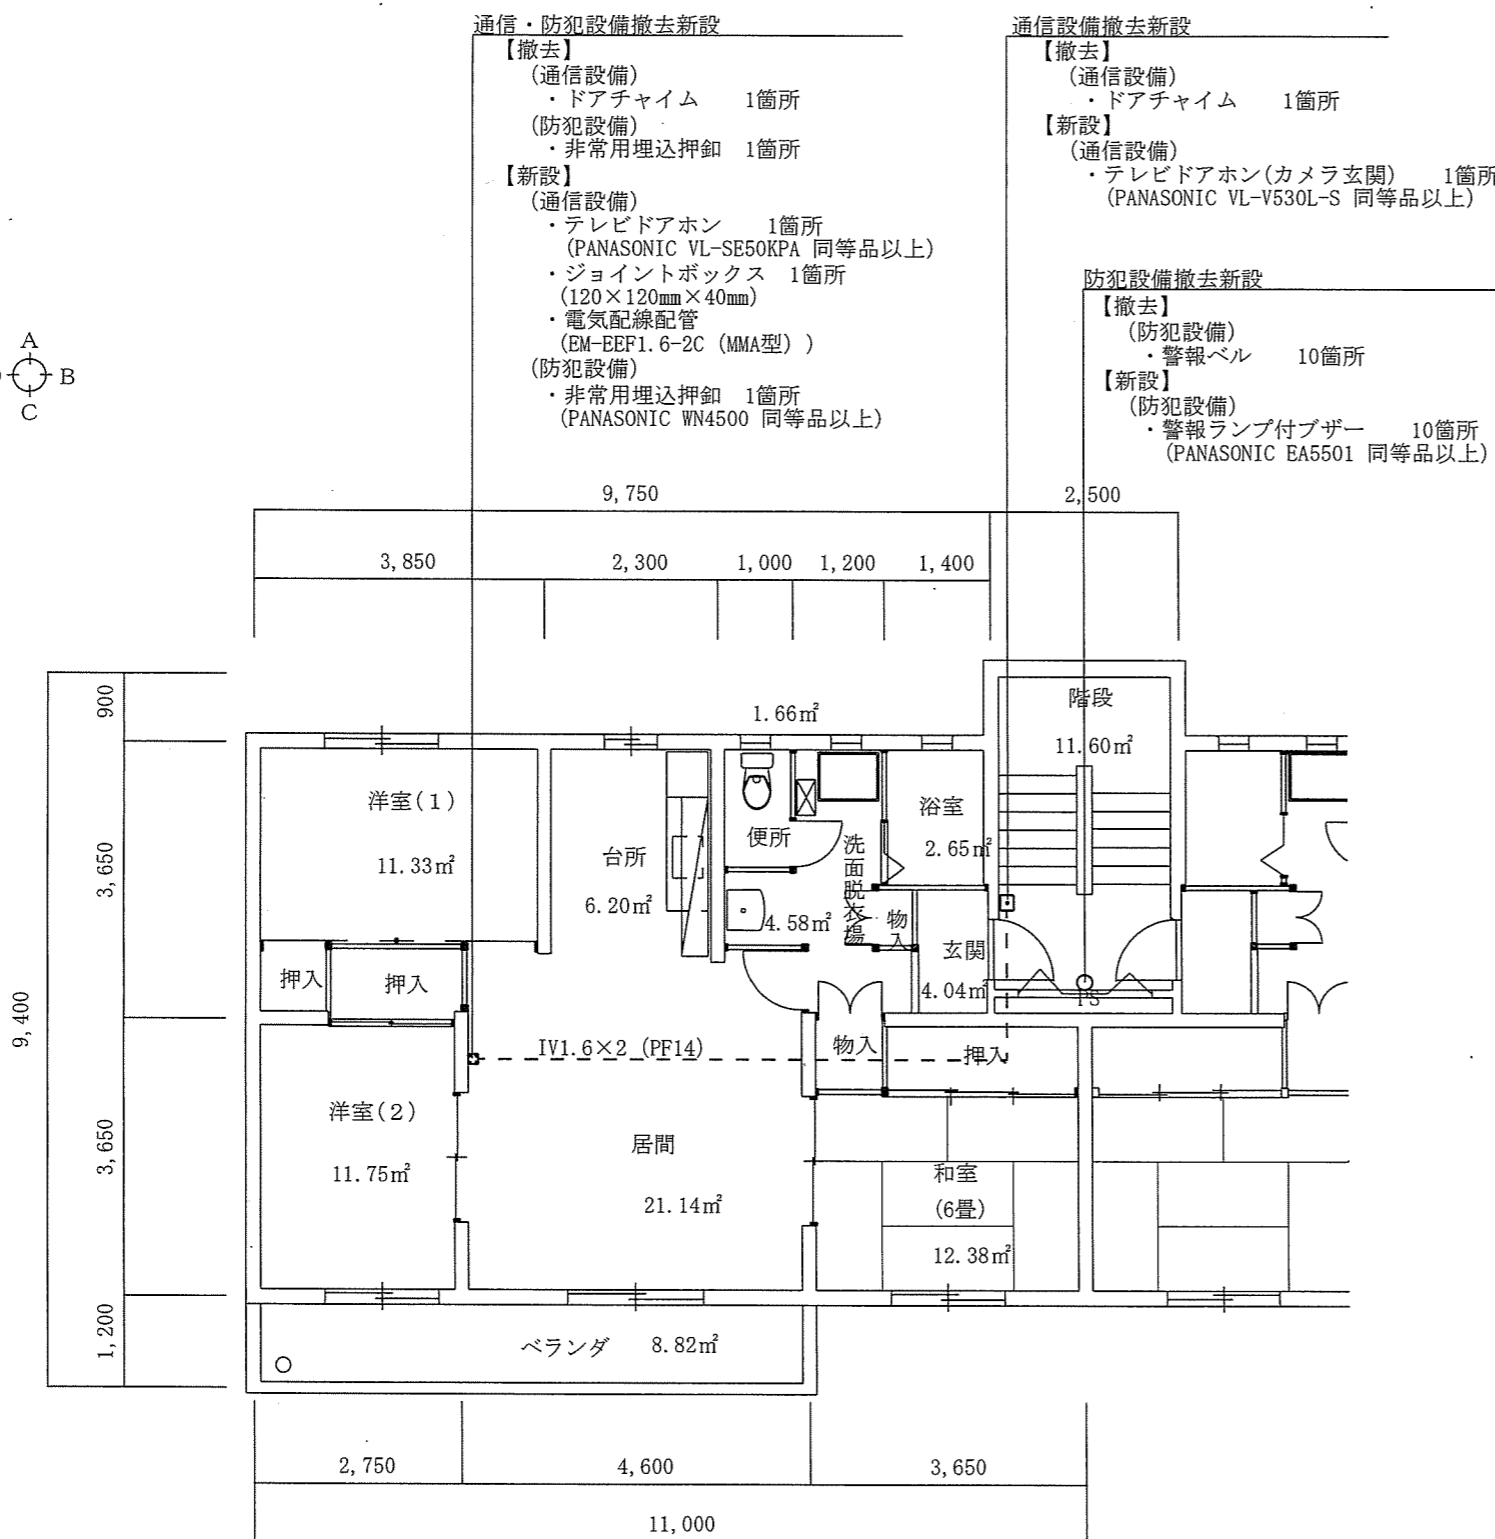 通信・防犯設備撤去新設
【撤去】
(通信設備)
・ドアチャイム 1箇所
(防犯設備)
・非常用埋込押釦 1箇所
【新設】
(通信設備)
・テレビドアホン 1箇所
(PANASONIC VL-SE50KPA 同等品以上)
・ジョイントボックス 1箇所
(120×120mm×40mm)
・電気配線配管
(EM-EEF1.6-2C (MMA型) )
(防犯設備)
・非常用埋込押釦 1箇所
(PANASONIC WN4500 同等品以上)
通信設備撤去新設
【撤去】
(通信設備)
・ドアチャイム 1箇所
【新設】
(通信設備)
・テレビドアホン(カメラ玄関) 1箇所
(PANASONIC VL-V530L-S 同等品以上)
防犯設備撤去新設
【撤去】
(防犯設備)
・警報ベル 10箇所
【新設】
(防犯設備)
・警報ランプ付ブザー 10箇所
(PANASONIC EA5501 同等品以上)
A
B
C
9,750
2,500
3,850
2,300
1,000
1,200
1,400
900
3,650
9,400
3,650
1,200
1.66㎡
階段
11.60㎡
洋室(1)
11.33㎡
台所
6.20㎡
便所
洗面脱衣場
4.58㎡
浴室
2.65㎡
物入
玄関
4.04㎡
PS
押入
押入
IV1.6×2 (PF14)
物入
押入
洋室(2)
11.75㎡
居間
21.14㎡
和室
(6畳)
12.38㎡
ベランダ 8.82㎡
2,750
4,600
3,650
11,000